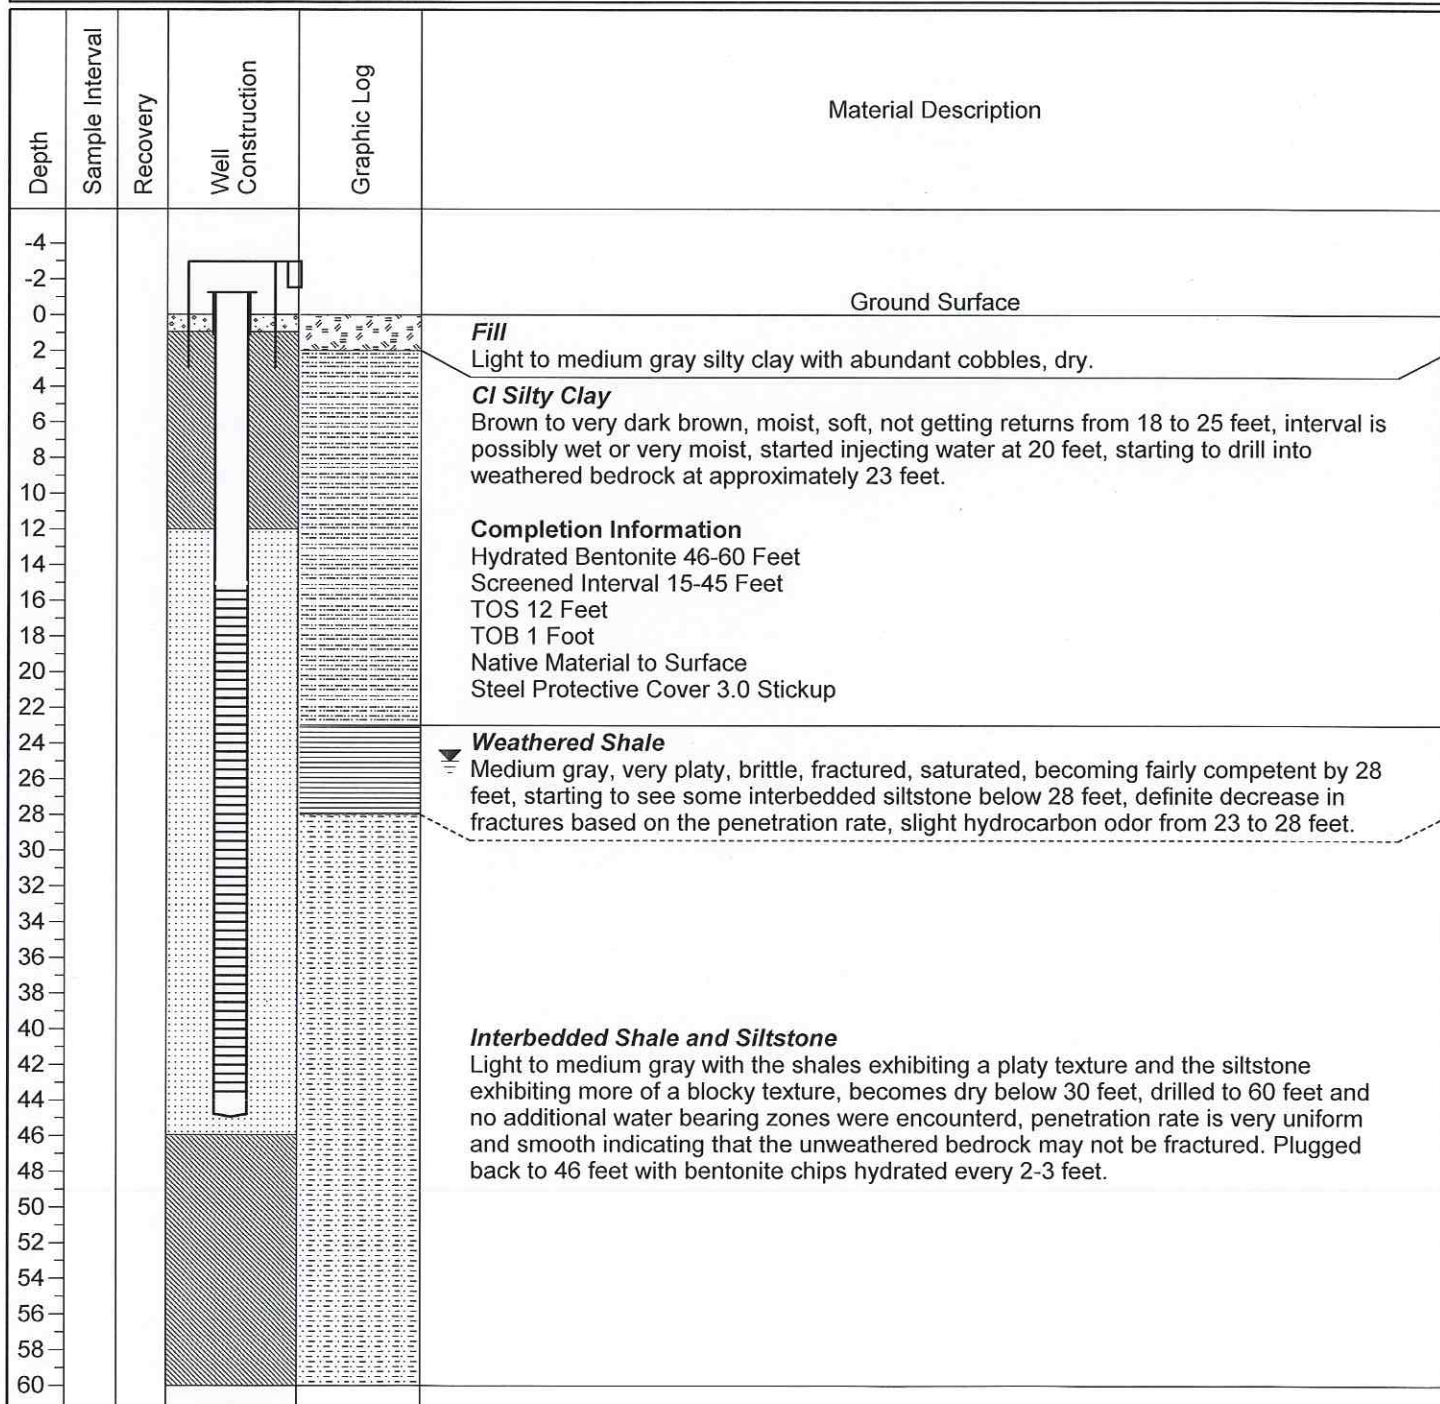 Depth
Sample Interval
Recovery
Well
Construction
Graphic Log
Material Description
-4
-2
0
2
4
6
8
10
12
14
16
18
20
22
24
26
28
30
32
34
36
38
40
42
44
46
48
50
52
54
56
58
60
Ground Surface
Fill
Light to medium gray silty clay with abundant cobbles, dry.
Cl Silty Clay
Brown to very dark brown, moist, soft, not getting returns from 18 to 25 feet, interval is
possibly wet or very moist, started injecting water at 20 feet, starting to drill into
weathered bedrock at approximately 23 feet.
Completion Information
Hydrated Bentonite 46-60 Feet
Screened Interval 15-45 Feet
TOS 12 Feet
TOB 1 Foot
Native Material to Surface
Steel Protective Cover 3.0 Stickup
Weathered Shale
Medium gray, very platy, brittle, fractured, saturated, becoming fairly competent by 28
feet, starting to see some interbedded siltstone below 28 feet, definite decrease in
fractures based on the penetration rate, slight hydrocarbon odor from 23 to 28 feet.
Interbedded Shale and Siltstone
Light to medium gray with the shales exhibiting a platy texture and the siltstone
exhibiting more of a blocky texture, becomes dry below 30 feet, drilled to 60 feet and
no additional water bearing zones were encounterd, penetration rate is very uniform
and smooth indicating that the unweathered bedrock may not be fractured. Plugged
back to 46 feet with bentonite chips hydrated every 2-3 feet.